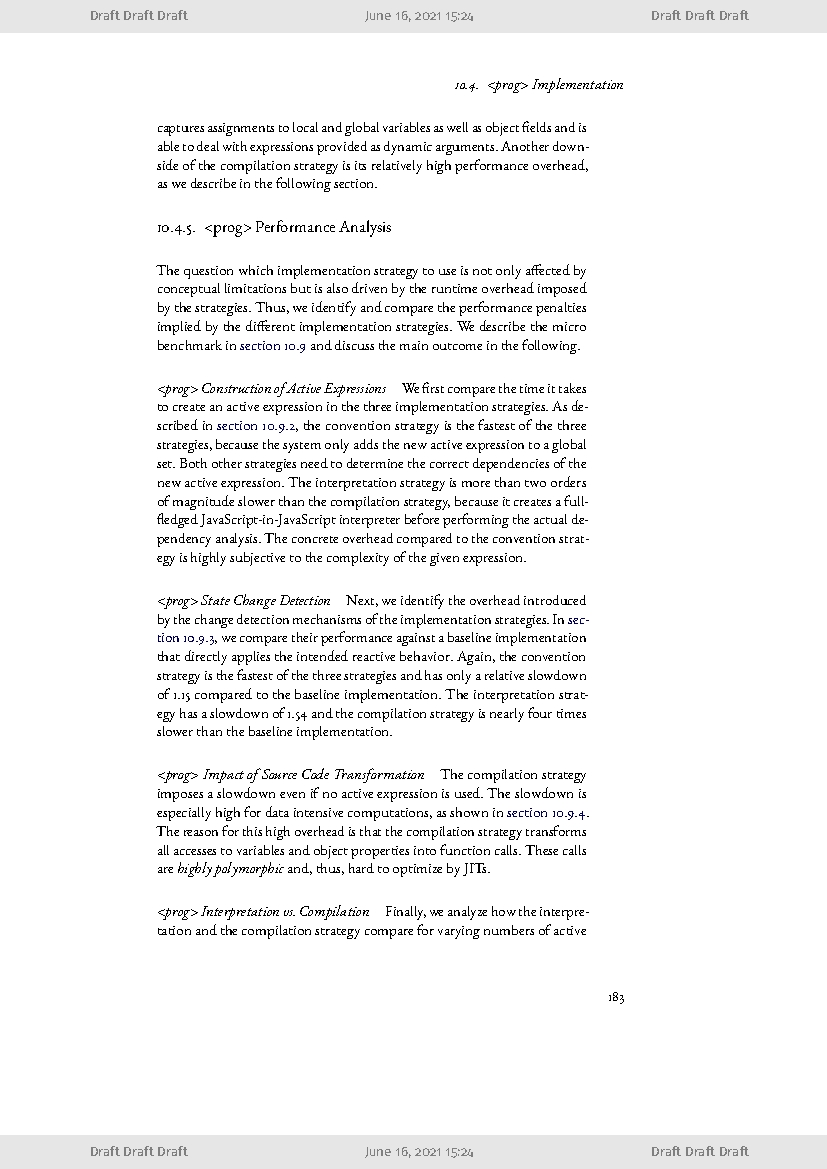 Draft Draft Draft June 16, 2021 15:24 Draft Draft Draft
10.4. <prog> Implementation
captures assignments to local and global variables as well as object fields and is
able to deal with expressions provided as dynamic arguments. Another down-
side of the compilation strategy is its relatively high performance overhead,
as we describe in the following section.
10.4.5. <prog> Performance Analysis
The question which implementation strategy to use is not only affected by
conceptual limitations but is also driven by the runtime overhead imposed
by the strategies. Thus, we identify and compare the performance penalties
implied by the different implementation strategies. We describe the micro
benchmark in section 10.9 and discuss the main outcome in the following.
<prog> Construction of Active Expressions We first compare the time it takes
to create an active expression in the three implementation strategies. As de-
scribed in section 10.9.2, the convention strategy is the fastest of the three
strategies, because the system only adds the new active expression to a global
set. Both other strategies need to determine the correct dependencies of the
new active expression. The interpretation strategy is more than two orders
of magnitude slower than the compilation strategy, because it creates a full-
fledged JavaScript-in-JavaScript interpreter before performing the actual de-
pendency analysis. The concrete overhead compared to the convention strat-
egy is highly subjective to the complexity of the given expression.
<prog> State Change Detection Next, we identify the overhead introduced
by the change detection mechanisms of the implementation strategies. In sec-
tion 10.9.3, we compare their performance against a baseline implementation
that directly applies the intended reactive behavior. Again, the convention
strategy is the fastest of the three strategies and has only a relative slowdown
of 1.15 compared to the baseline implementation. The interpretation strat-
egy has a slowdown of 1.54 and the compilation strategy is nearly four times
slower than the baseline implementation.
<prog> Impact of Source Code Transformation The compilation strategy
imposes a slowdown even if no active expression is used. The slowdown is
especially high for data intensive computations, as shown in section 10.9.4.
The reason for this high overhead is that the compilation strategy transforms
all accesses to variables and object properties into function calls. These calls
are highly polymorphic and, thus, hard to optimize by JITs.
<prog> Interpretation vs. Compilation Finally, we analyze how the interpre-
tation and the compilation strategy compare for varying numbers of active
183
Draft Draft Draft June 16, 2021 15:24 Draft Draft Draft